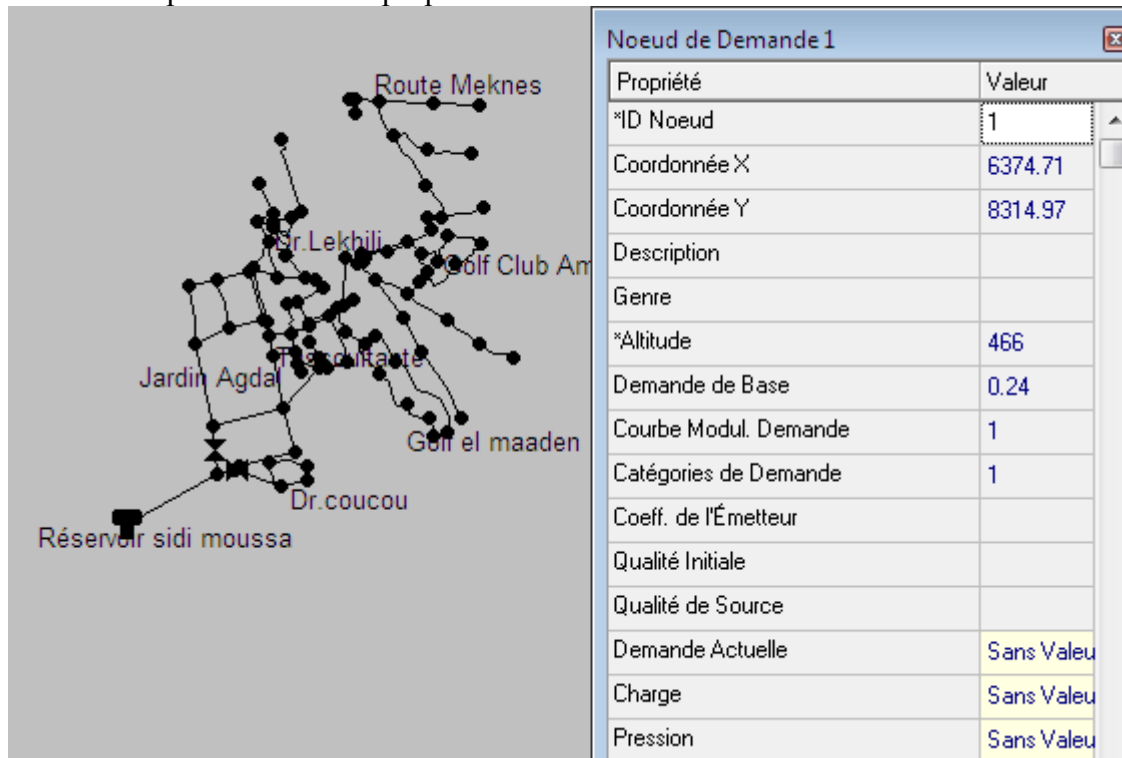 Route Meknes
Dr.Lekhili
Golf Club Am
Tassoultante
Jardin Agdal
Golf el maaden
Dr.coucou
Réservoir sidi moussa
Noeud de Demande 1
Propriété Valeur
*ID Noeud 1
Coordonnée X 6374.71
Coordonnée Y 8314.97
Description
Genre
*Altitude 466
Demande de Base 0.24
Courbe Modul. Demande 1
Catégories de Demande 1
Coeff. de l'Émetteur
Qualité Initiale
Qualité de Source
Demande Actuelle Sans Valeu
Charge Sans Valeu
Pression Sans Valeu